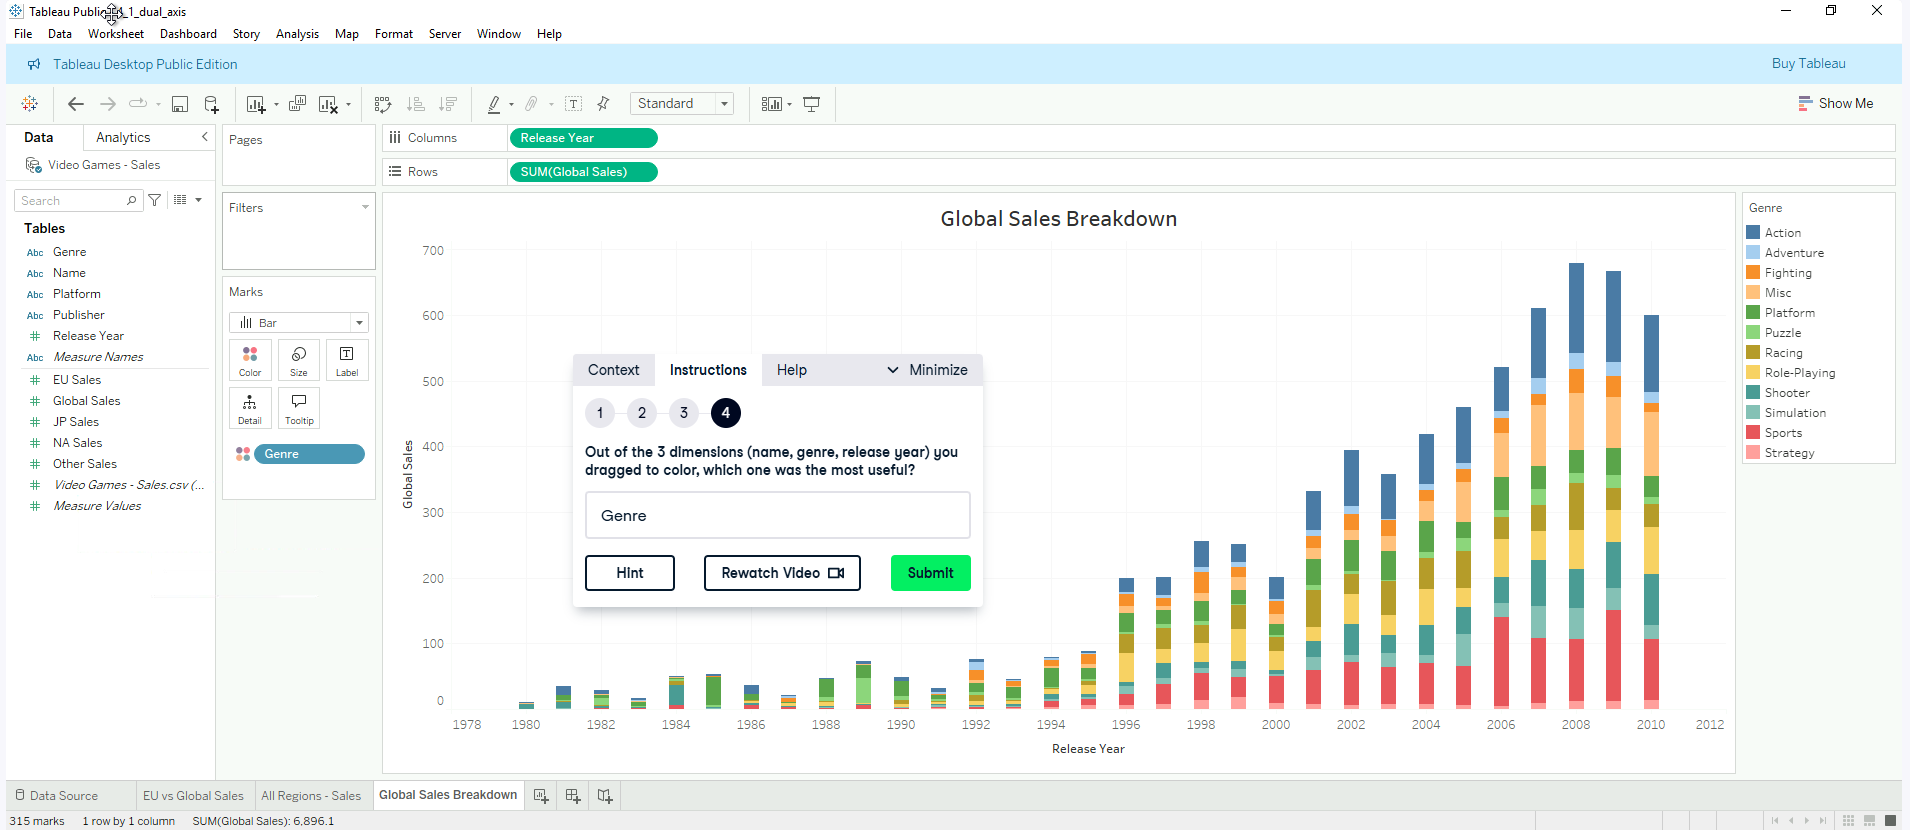 Tableau Public _1_dual_axis
File Data Worksheet Dashboard Story Analysis Map Format Server Window Help
Tableau Desktop Public Edition Buy Tableau
Standard Show Me
Data Analytics
Video Games - Sales
Search
Tables
Abc Genre
Abc Name
Abc Platform
Abc Publisher
Release Year
Abc Measure Names
EU Sales
Global Sales
JP Sales
NA Sales
Other Sales
Video Games - Sales.csv (...
Measure Values
Pages
Filters
Marks
Bar
Color Size Label
Detail Tooltip
Genre
Columns Release Year
Rows SUM(Global Sales)
Global Sales Breakdown
700
600
500
400
300
200
100
0
Global Sales
1978 1980 1982 1984 1986 1988 1990 1992 1994 1996 1998 2000 2002 2004 2006 2008 2010 2012
Release Year
Context Instructions Help Minimize
1 2 3 4
Out of the 3 dimensions (name, genre, release year) you
dragged to color, which one was the most useful?
Genre
Hint Rewatch Video Submit
Genre
Action
Adventure
Fighting
Misc
Platform
Puzzle
Racing
Role-Playing
Shooter
Simulation
Sports
Strategy
Data Source EU vs Global Sales All Regions - Sales Global Sales Breakdown
315 marks 1 row by 1 column SUM(Global Sales): 6,896.1